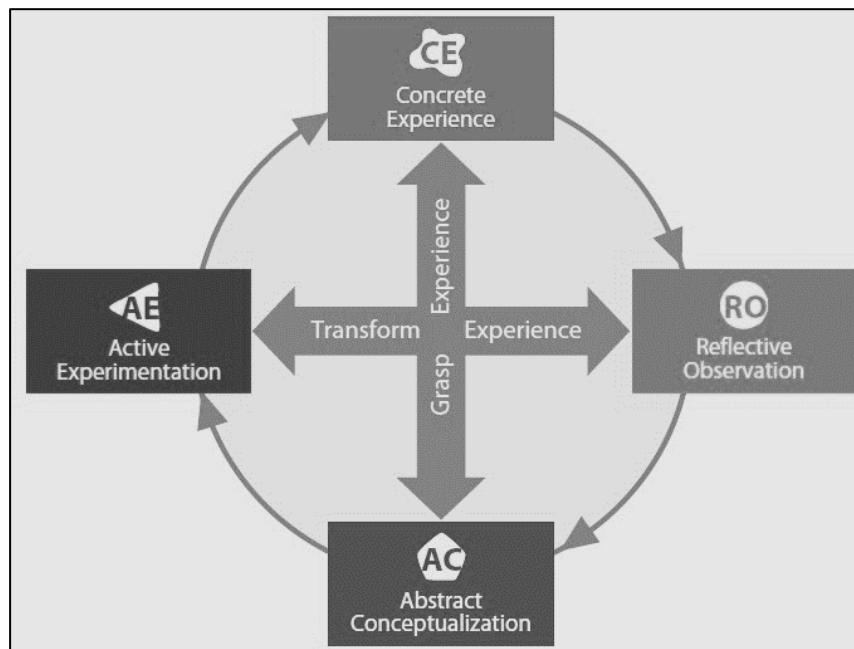 CE
Concrete
Experience
AE
Active
Experimentation
Transform Experience
Grasp Experience
RO
Reflective
Observation
AC
Abstract
Conceptualization